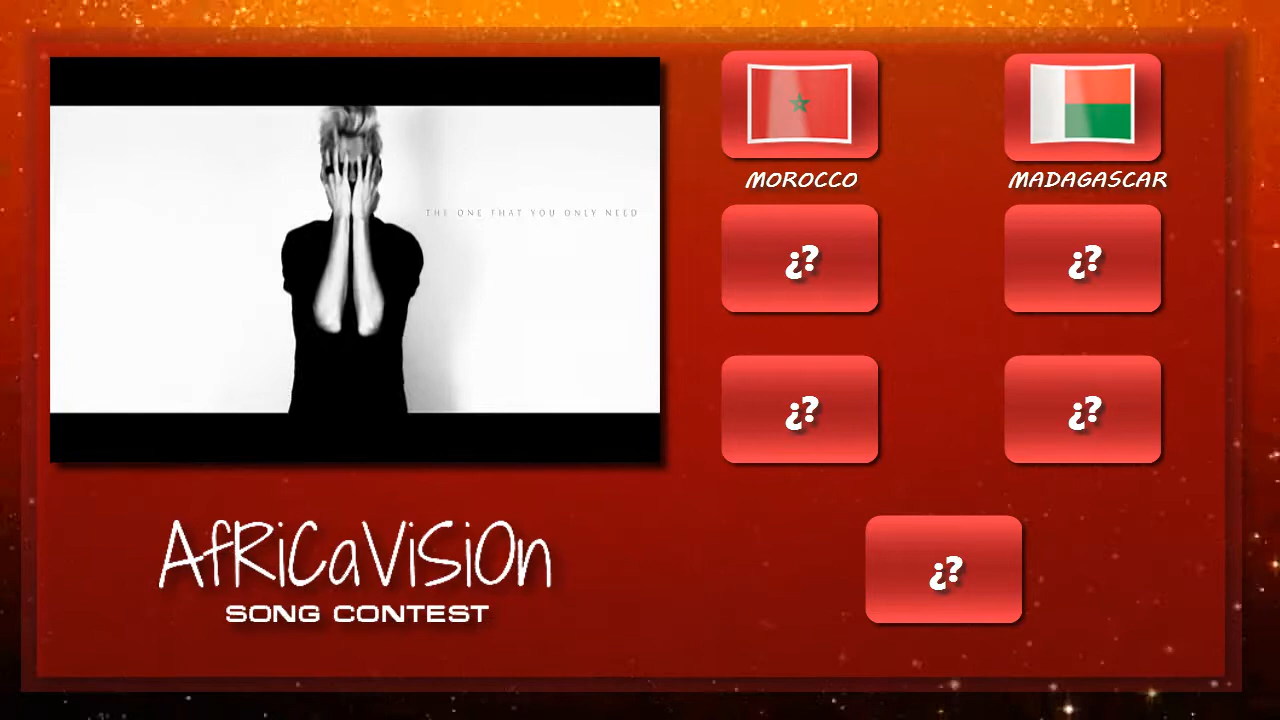 THE ONE THAT YOU ONLY NEED
MOROCCO
MADAGASCAR
¿?
¿?
¿?
¿?
¿?
AfRiCaViSiOn
SONG CONTEST